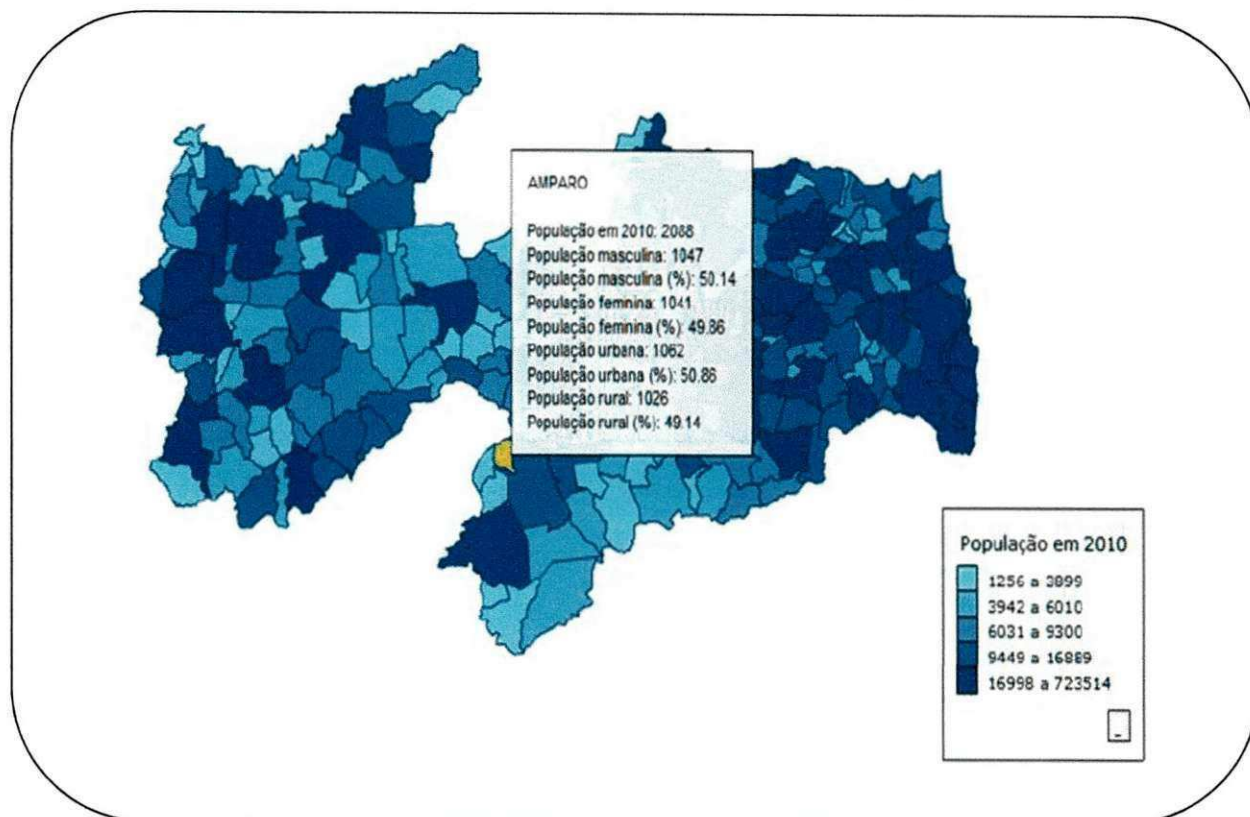 AMPARO
População em 2010: 2088
População masculina: 1047
População masculina (%): 50.14
População feminina: 1041
População feminina (%): 49.86
População urbana: 1062
População urbana (%): 50.86
População rural: 1026
População rural (%): 49.14
População em 2010
1256 a 3899
3942 a 6010
6031 a 9300
9449 a 16889
16998 a 723514